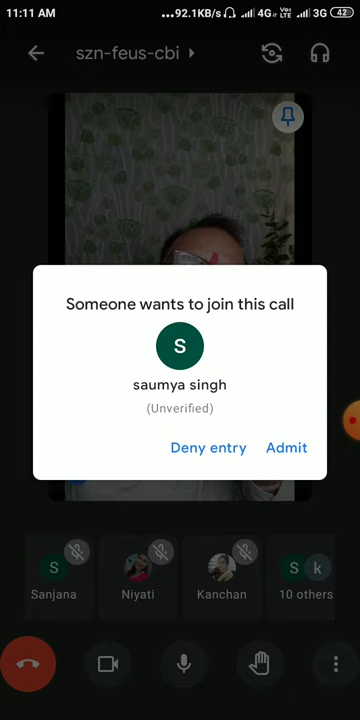 11:11 AM
...92.1KB/s 4G Vo) LTE 3G 42
szn-feus-cbi
Someone wants to join this call
S
saumya singh
(Unverified)
Deny entry Admit
S S k
Sanjana Niyati Kanchan 10 others